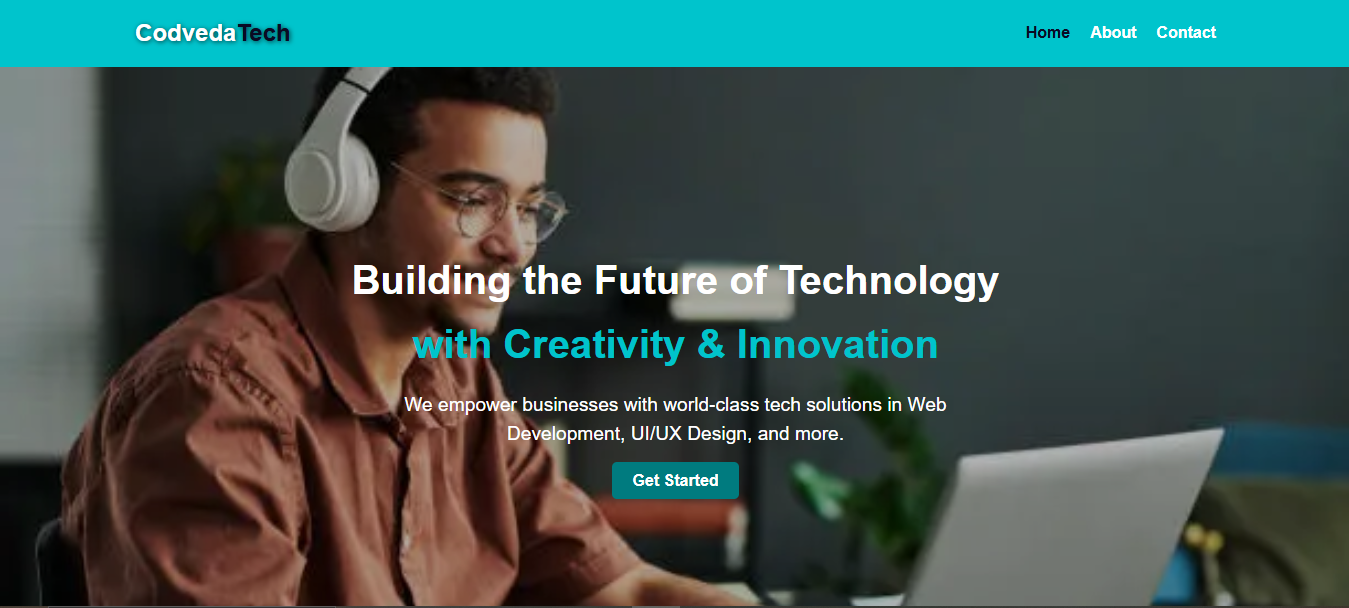 CodvedaTech
Home About Contact
Building the Future of Technology
with Creativity & Innovation
We empower businesses with world-class tech solutions in Web
Development, UI/UX Design, and more.
Get Started